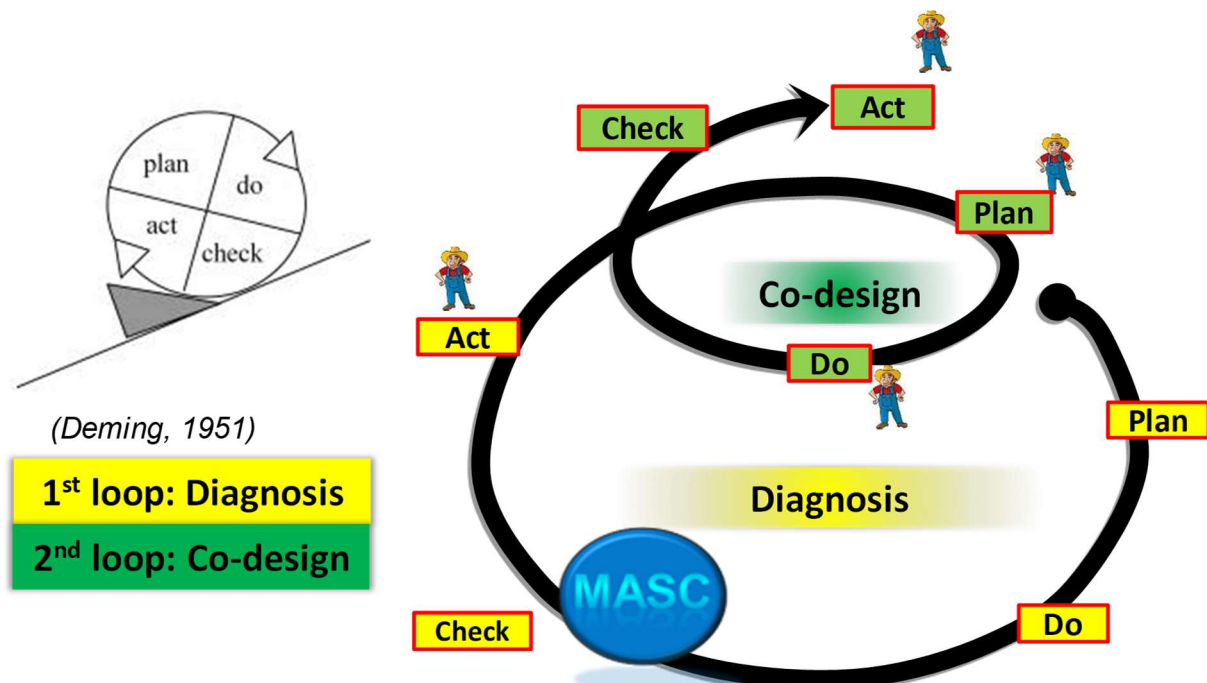 plan
do
act
check
(Deming, 1951)
1st loop: Diagnosis
2nd loop: Co-design
Act
Check
Plan
Co-design
Act
Do
Plan
Diagnosis
MASC
Check
Do